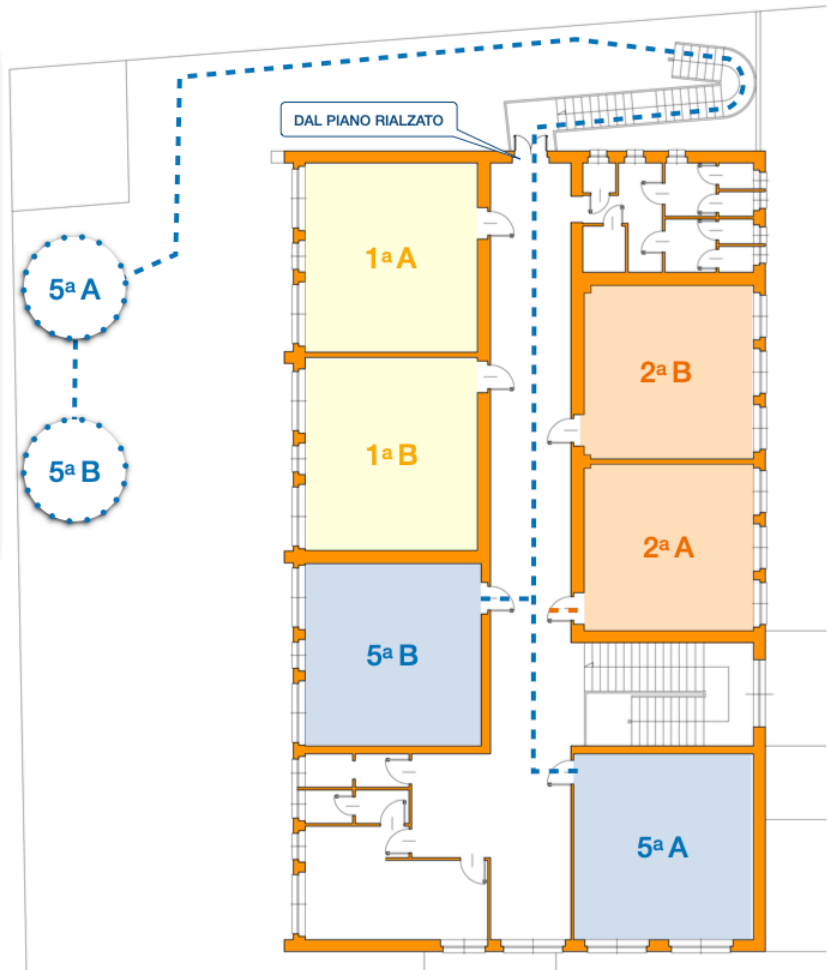 DAL PIANO RIALZATO
1ª A
5ª A
2ª B
1ª B
5ª B
2ª A
5ª B
5ª A